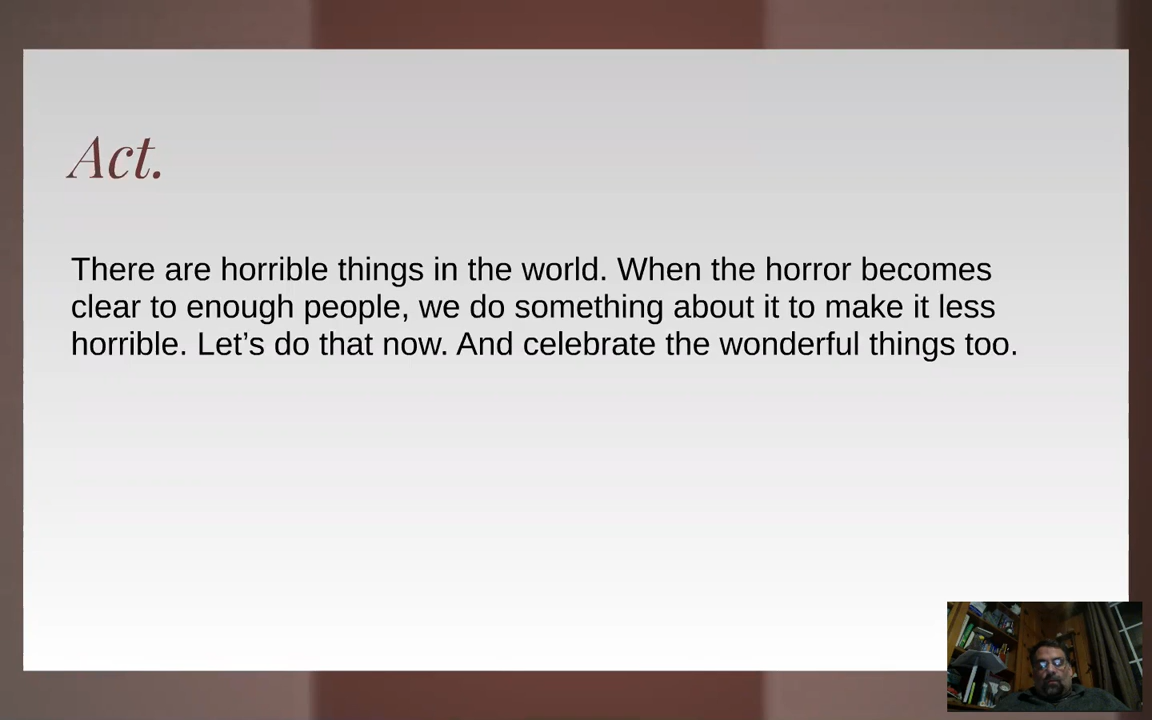 Act.
There are horrible things in the world. When the horror becomes
clear to enough people, we do something about it to make it less
horrible. Let’s do that now. And celebrate the wonderful things too.